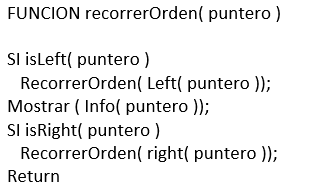 FUNCION recorrerOrden( puntero )
SI isLeft( puntero )
RecorrerOrden( Left( puntero ));
Mostrar ( Info( puntero ));
SI isRight( puntero )
RecorrerOrden( right( puntero ));
Return